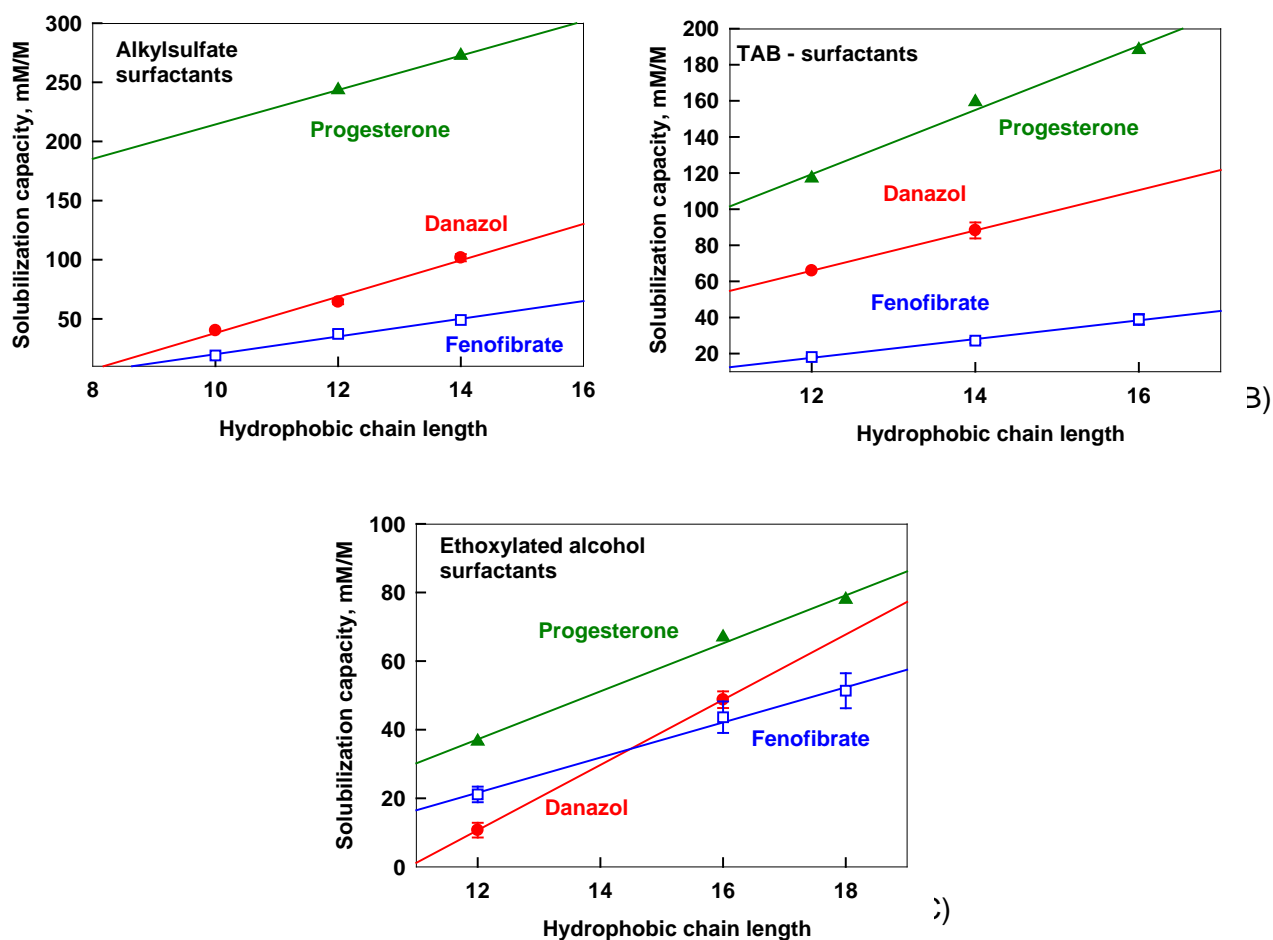 Alkylsulfate
surfactants
Progesterone
Danazol
Fenofibrate
Solubilization capacity, mM/M
300
250
200
150
100
50
8
10
12
14
16
Hydrophobic chain length
TAB - surfactants
Progesterone
Danazol
Fenofibrate
Solubilization capacity, mM/M
200
180
160
140
120
100
80
60
40
20
12
14
16
Hydrophobic chain length
B)
Ethoxylated alcohol
surfactants
Progesterone
Fenofibrate
Danazol
Solubilization capacity, mM/M
100
80
60
40
20
0
12
14
16
18
Hydrophobic chain length
C)